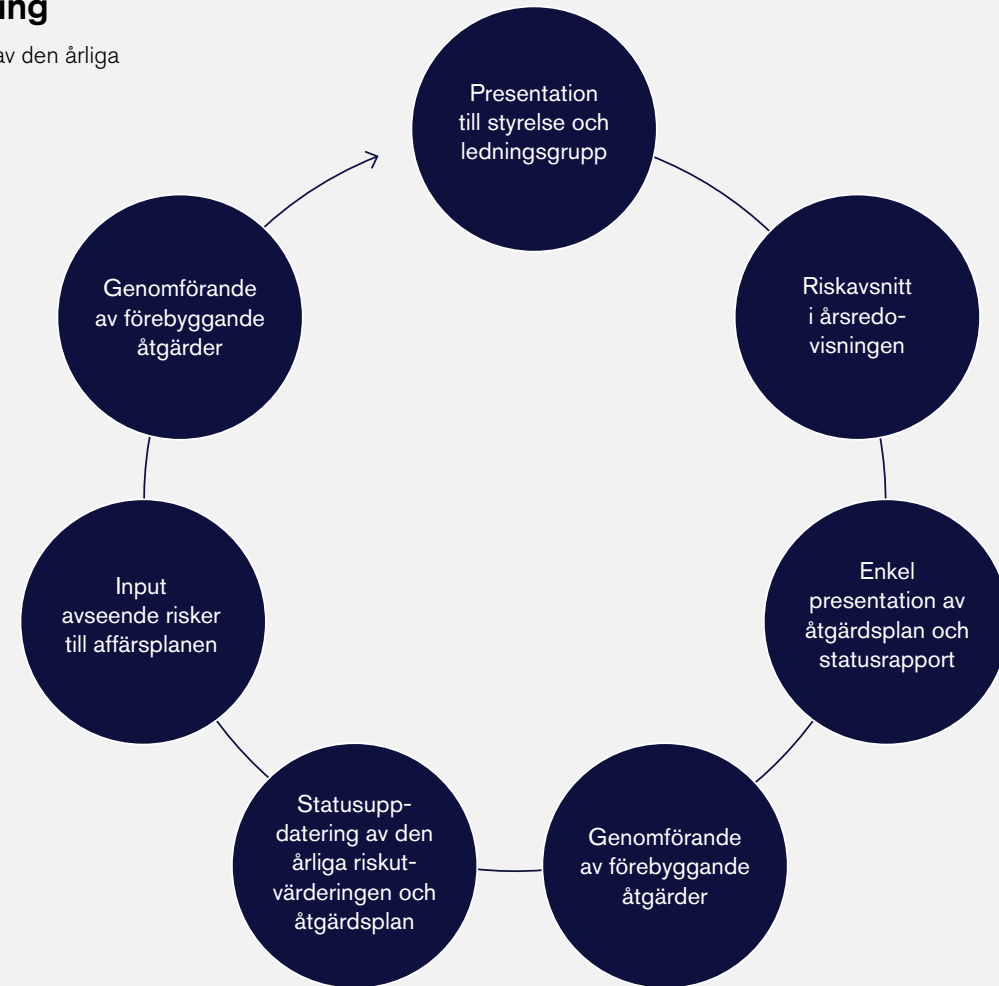 ing
av den årliga
Presentation
till styrelse och
ledningsgrupp
Riskavsnitt
i årsredo-
visningen
Enkel
presentation av
åtgärdsplan och
statusrapport
Genomförande
av förebyggande
åtgärder
Statusupp-
datering av den
årliga riskut-
värderingen och
åtgärdsplan
Input
avseende risker
till affärsplanen
Genomförande
av förebyggande
åtgärder